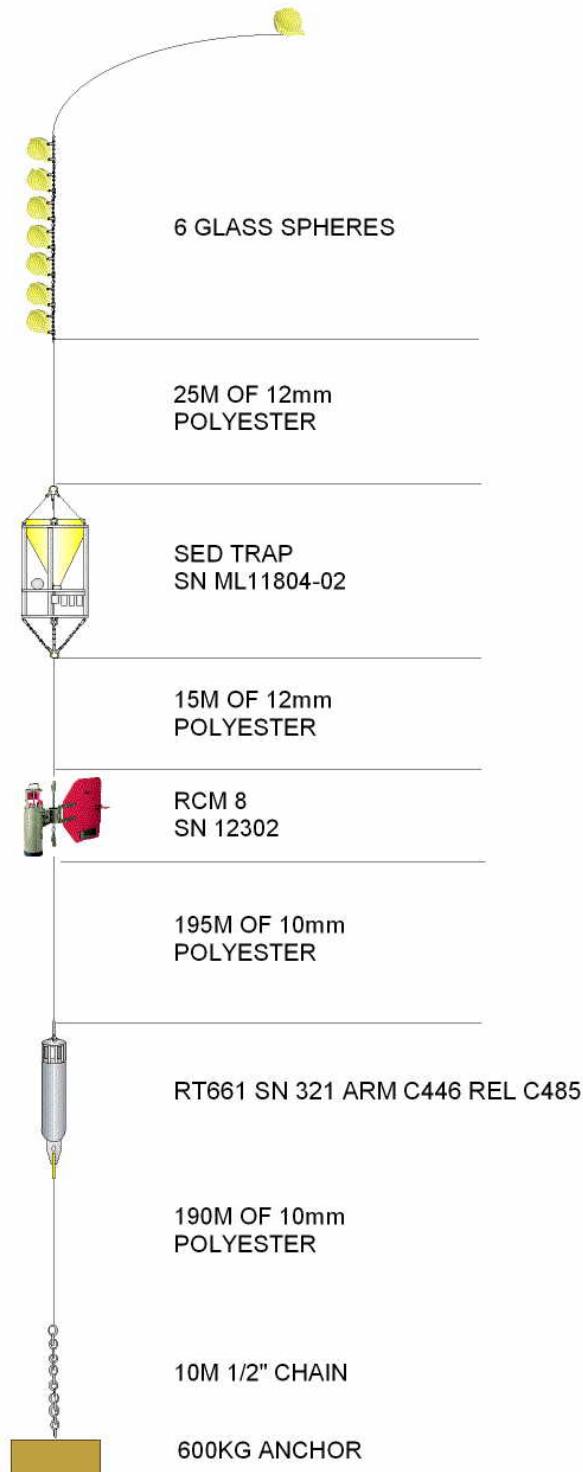 6 GLASS SPHERES
25M OF 12mm
POLYESTER
SED TRAP
SN ML11804-02
15M OF 12mm
POLYESTER
RCM 8
SN 12302
195M OF 10mm
POLYESTER
RT661 SN 321 ARM C446 REL C485
190M OF 10mm
POLYESTER
10M 1/2" CHAIN
600KG ANCHOR